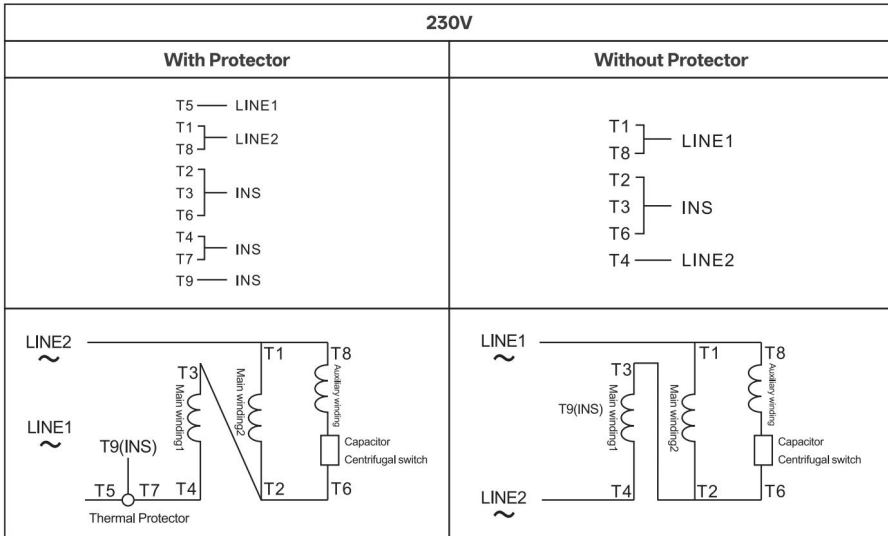 230V
With Protector
Without Protector
T5 LINE1
T1
T8
LINE2
T2
T3
T6
INS
T4
T7
INS
T9 INS
T1
T8
LINE1
T2
T3
T6
INS
T4 LINE2
LINE2
~
LINE1
~
T3
T1
T8
Main winding1
Main winding2
Auxiliary winding
Capacitor
Centrifugal switch
T9(INS)
T5
T7
T4
T2
T6
Thermal Protector
LINE1
~
LINE2
~
T3
T1
T8
T9(INS)
Main winding1
Main winding2
Auxiliary winding
Capacitor
Centrifugal switch
T4
T2
T6